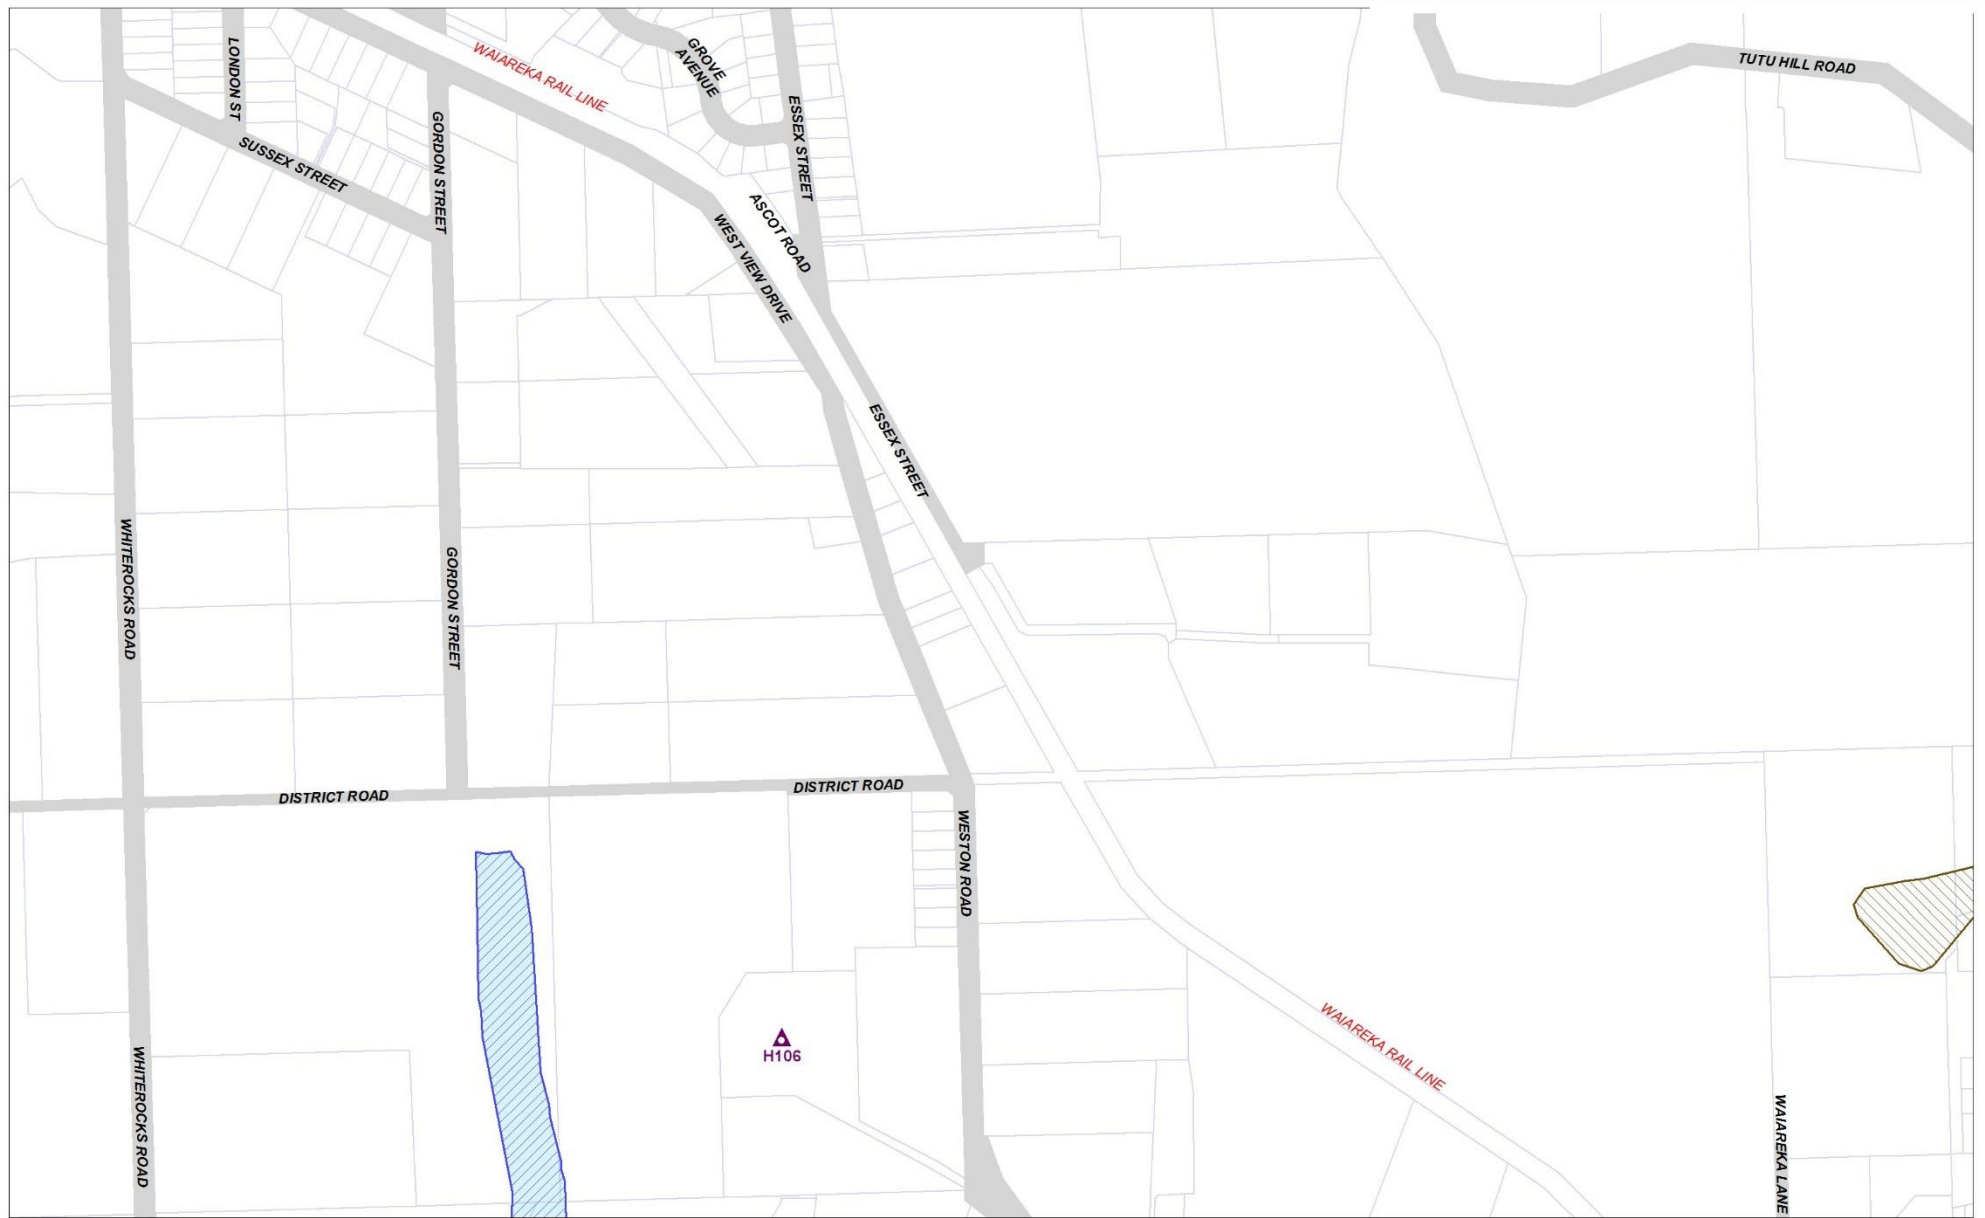 LONDON ST
WAIAREKA RAIL LINE
GROVE
AVENUE
TUTU HILL ROAD
ESSEX STREET
GORDON STREET
SUSSEX STREET
ASCOT ROAD
WEST VIEW DRIVE
ESSEX STREET
WHITEROCKS ROAD
GORDON STREET
DISTRICT ROAD
DISTRICT ROAD
WESTON ROAD
WAIAREKA RAIL LINE
H106
WHITEROCKS ROAD
WAIAREKA LANE